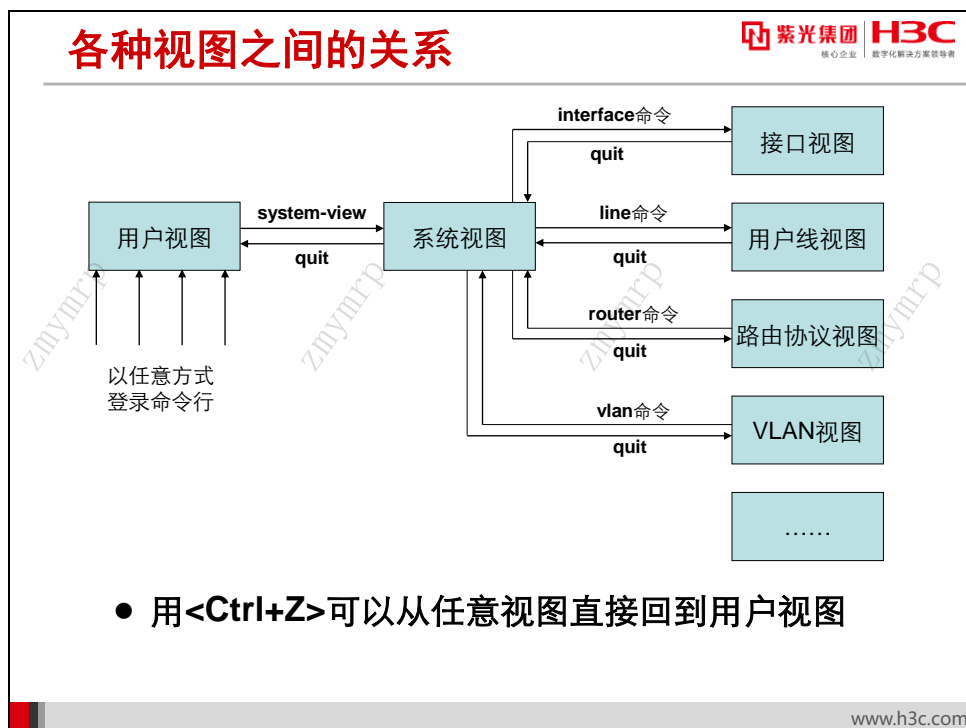 各种视图之间的关系
紫光集团
核心企业
H3C
数字化解决方案领导者
interface命令
quit
接口视图
用户视图
system-view
quit
系统视图
line命令
quit
用户线视图
router命令
quit
路由协议视图
以任意方式
登录命令行
vlan命令
quit
VLAN视图
……
zmymrp
zmymrp
zmymrp
zmymrp
● 用<Ctrl+Z>可以从任意视图直接回到用户视图
www.h3c.com